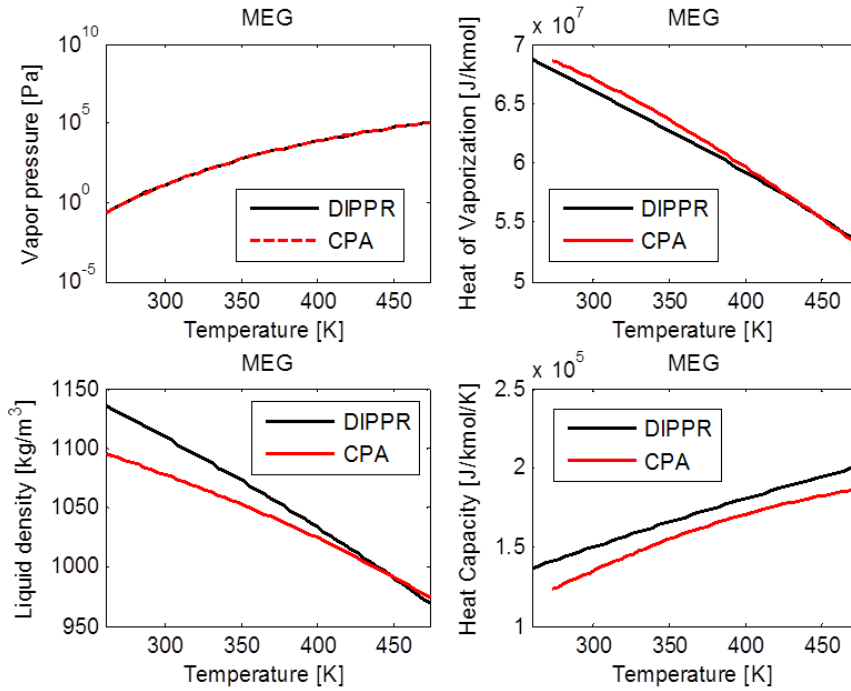 MEG
10^10
10^5
10^0
10^-5
Vapor pressure [Pa]
DIPPR
CPA
300 350 400 450
Temperature [K]
MEG
x 10^7
7
6.5
6
5.5
5
Heat of Vaporization [J/kmol]
DIPPR
CPA
300 350 400 450
Temperature [K]
MEG
1150
1100
1050
1000
950
Liquid density [kg/m^3]
DIPPR
CPA
300 350 400 450
Temperature [K]
MEG
x 10^5
2.5
2
1.5
1
Heat Capacity [J/kmol/K]
DIPPR
CPA
300 350 400 450
Temperature [K]